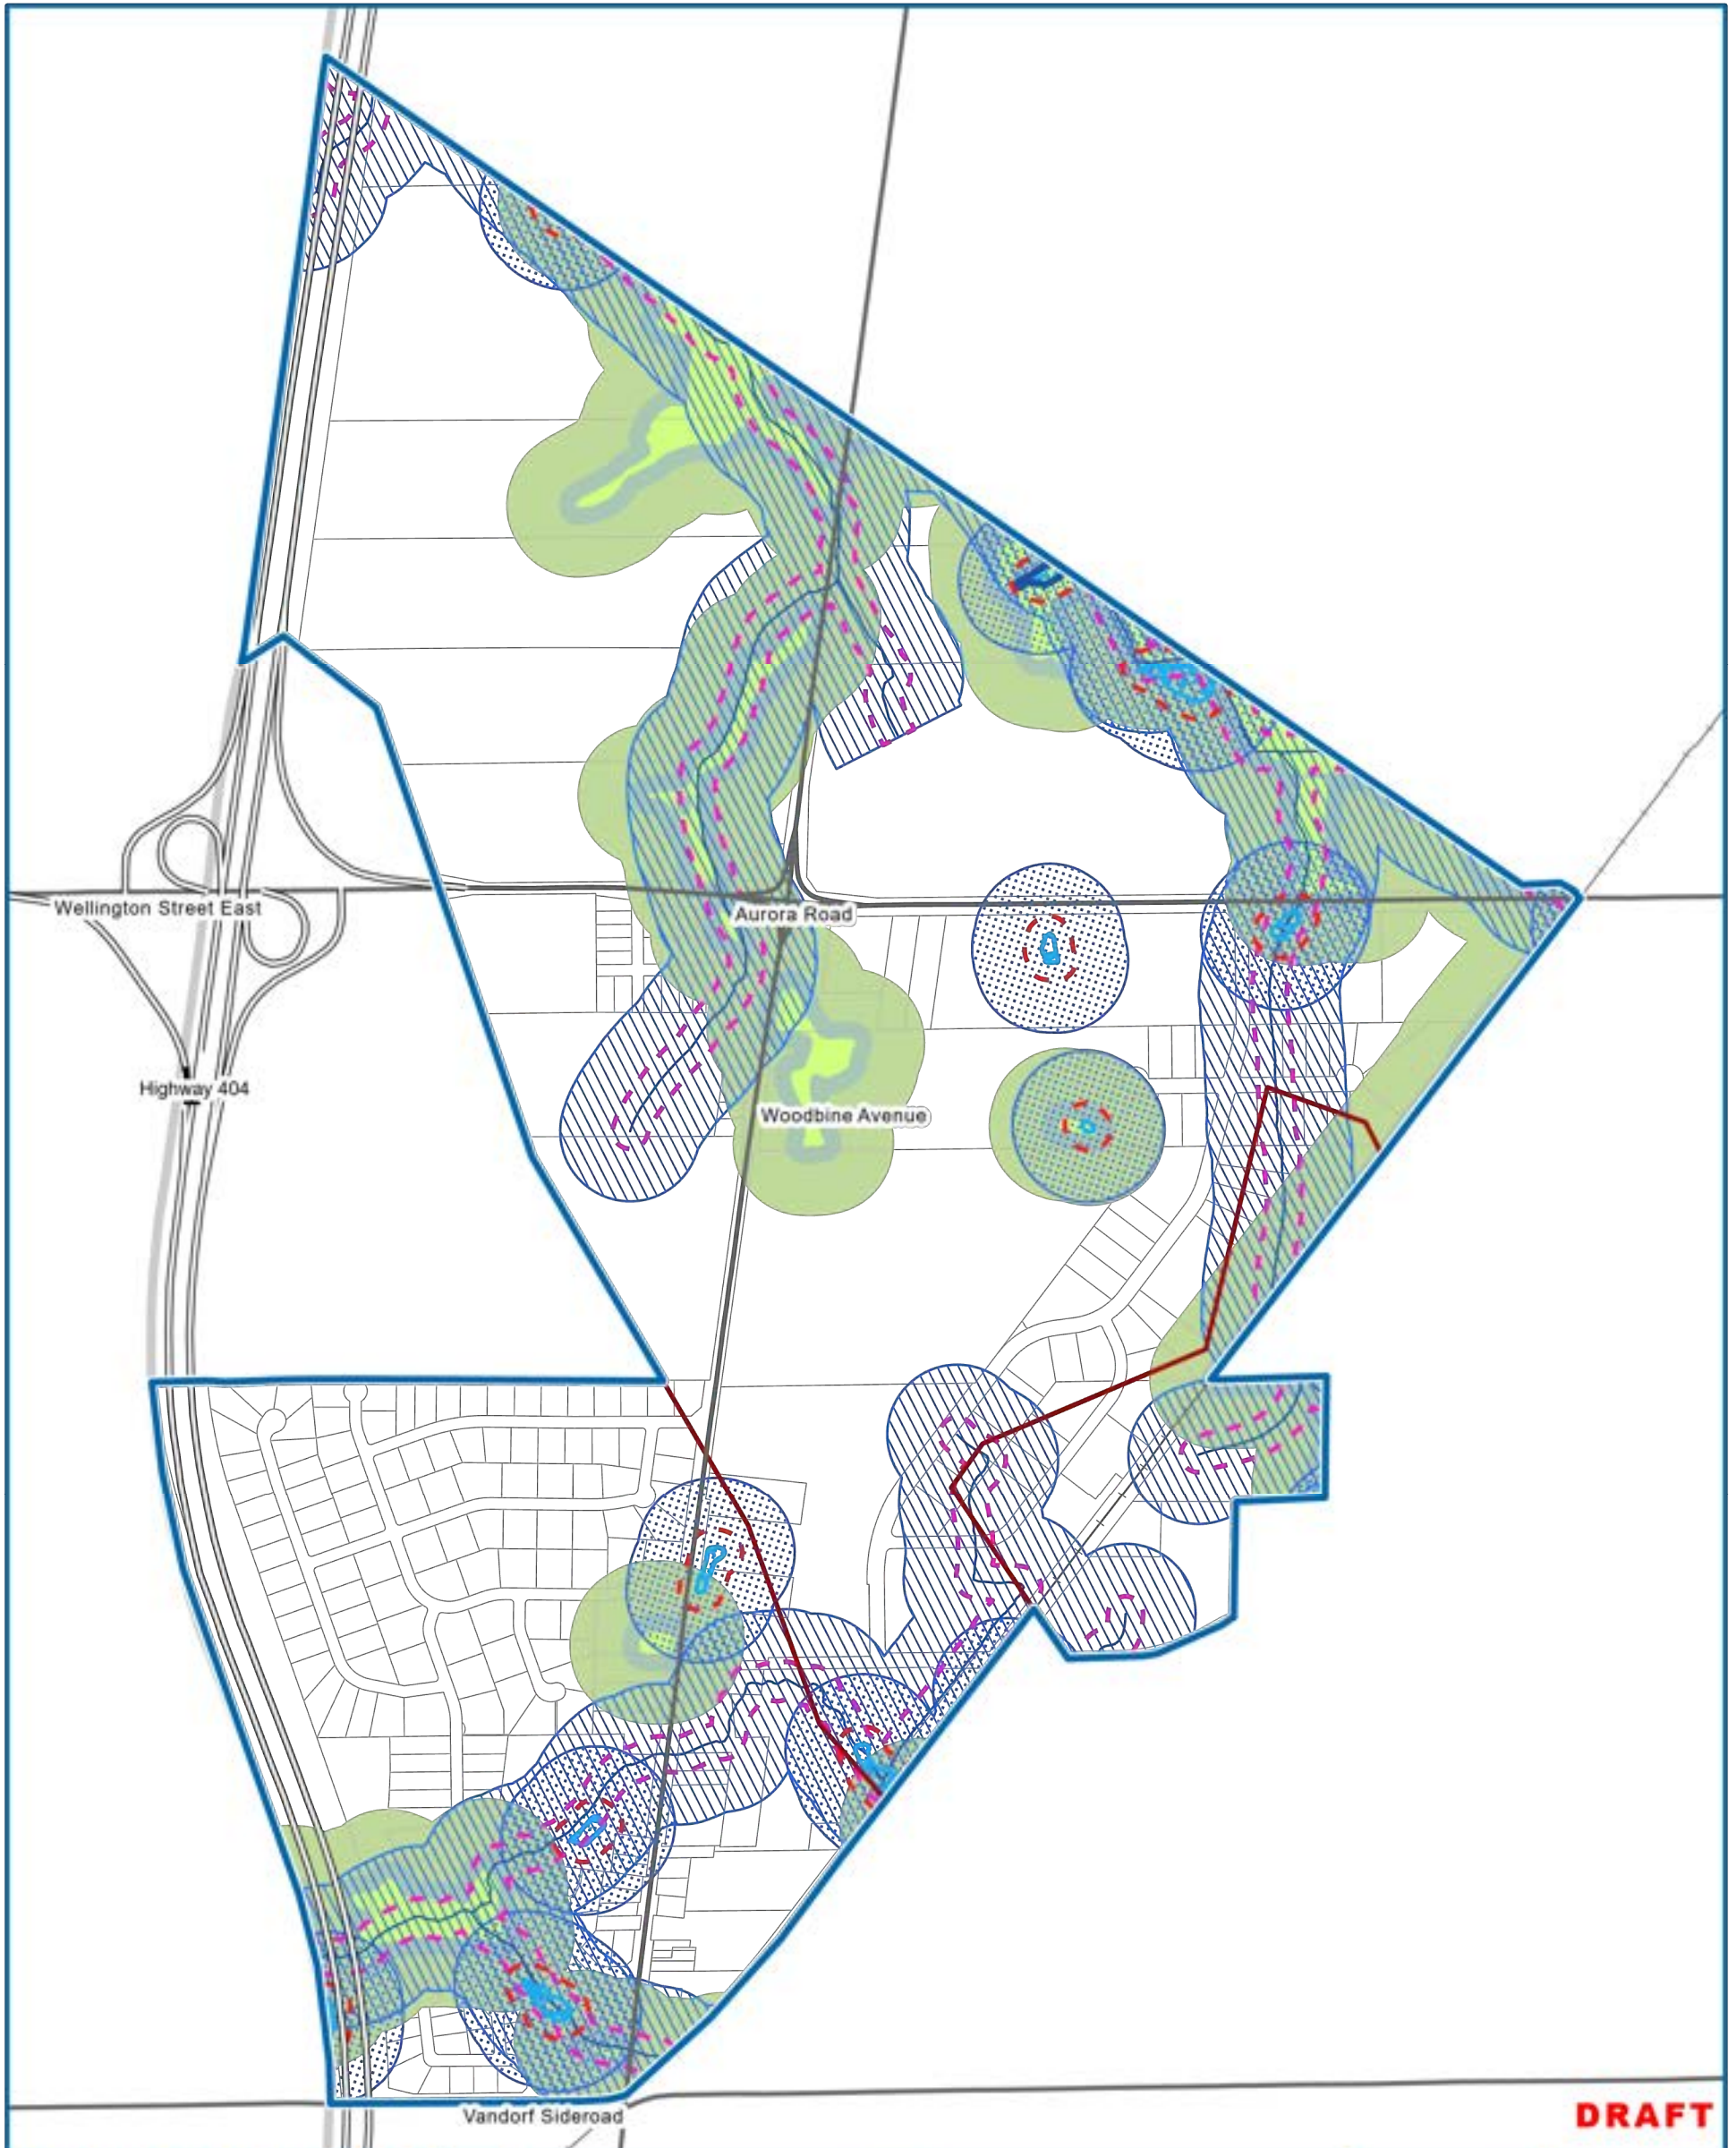 Wellington Street East
Aurora Road
Highway 404
Woodbine Avenue
Vandorf Sideroad
DRAFT